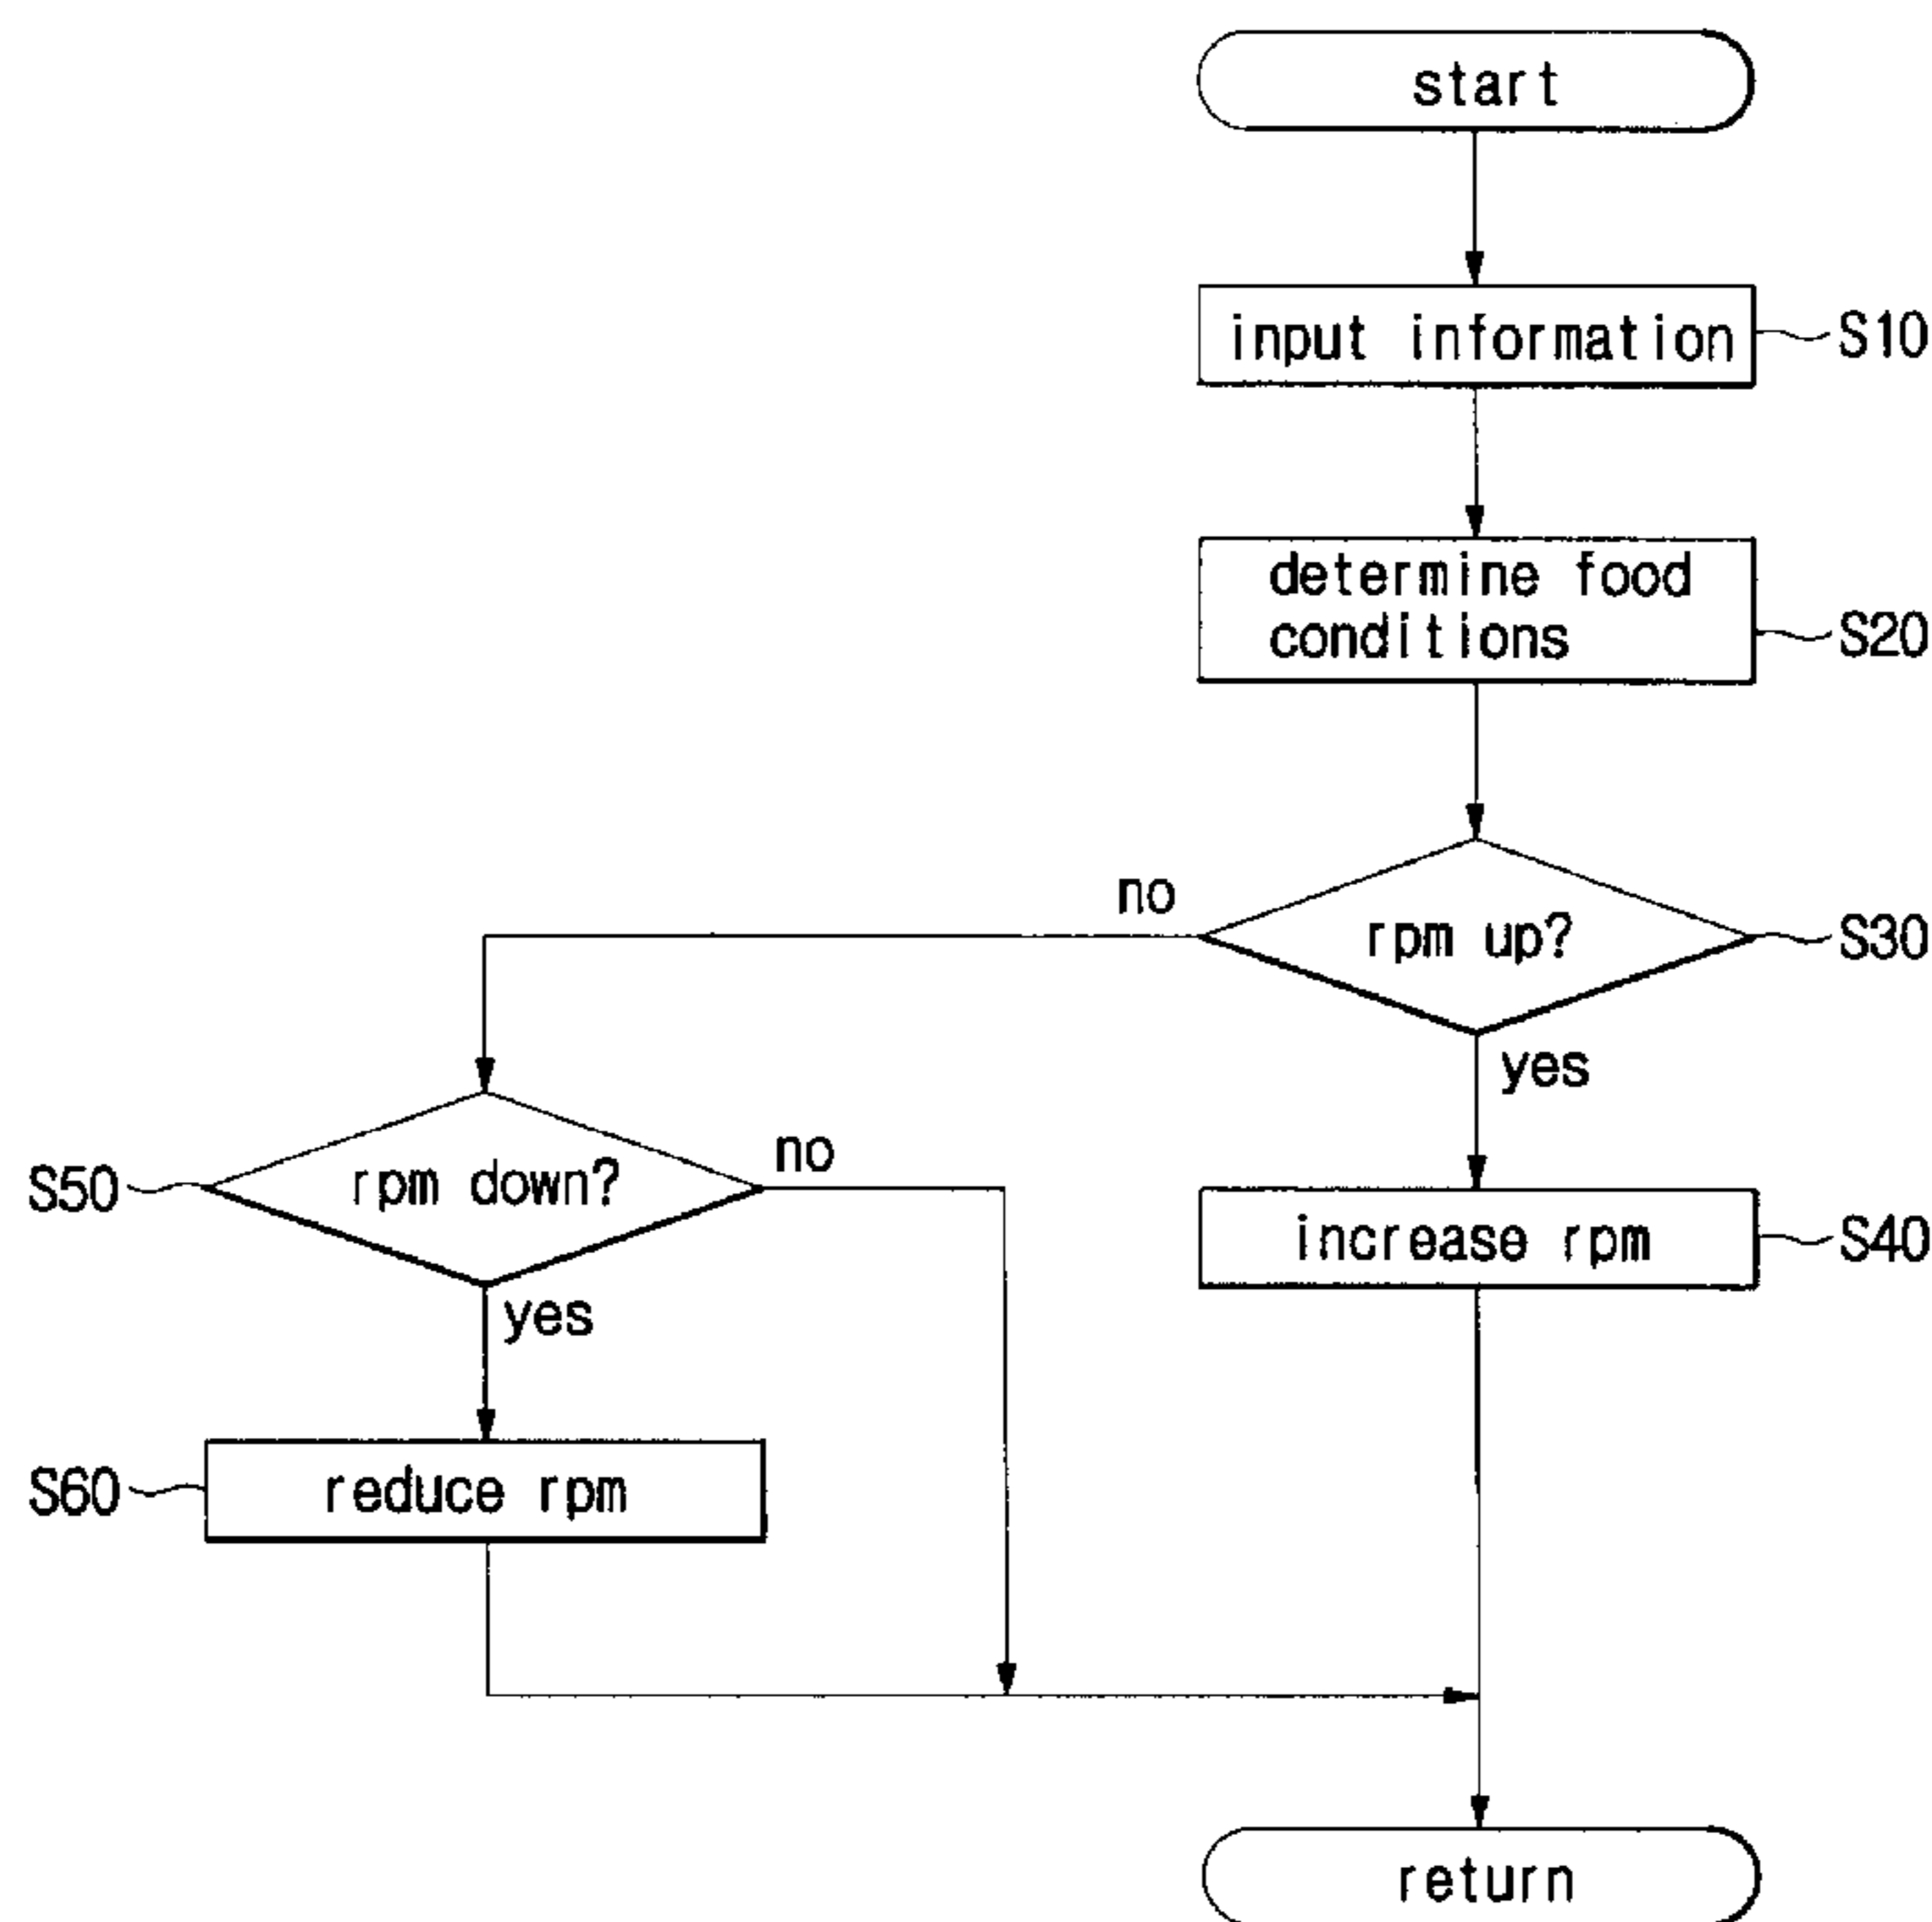 start
input information
S10
determine food
conditions
S20
no
rpm up?
S30
yes
S50
rpm down?
no
increase rpm
S40
yes
S60
reduce rpm
return